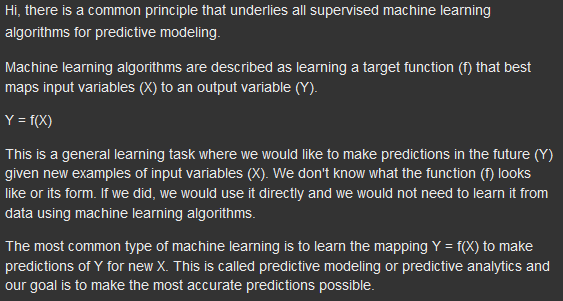 Hi, there is a common principle that underlies all supervised machine learning
algorithms for predictive modeling.
Machine learning algorithms are described as learning a target function (f) that best
maps input variables (X) to an output variable (Y).
Y = f(X)
This is a general learning task where we would like to make predictions in the future (Y)
given new examples of input variables (X). We don't know what the function (f) looks
like or its form. If we did, we would use it directly and we would not need to learn it from
data using machine learning algorithms.
The most common type of machine learning is to learn the mapping Y = f(X) to make
predictions of Y for new X. This is called predictive modeling or predictive analytics and
our goal is to make the most accurate predictions possible.